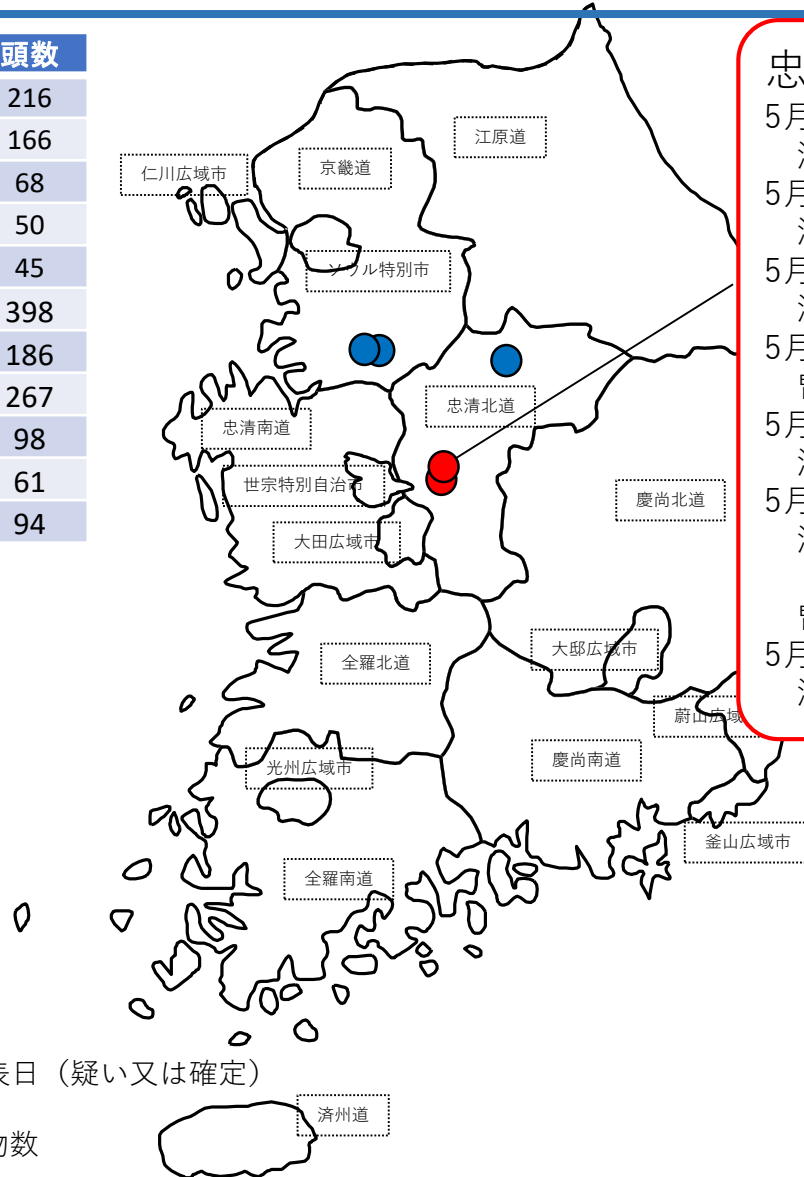 頭数
216
166
68
50
45
398
186
267
98
61
94
江原道
京畿道
仁川広域市
ソウル特別市
忠清北道
忠清南道
世宗特別自治市
大田広域市
慶尚北道
全羅北道
大邱広域市
蔚山広域
慶尚南道
光州広域市
釜山広域市
全羅南道
済州道
忠
5月
5月
5月
5月
5月
5月
5月
表日（疑い又は確定）
物数